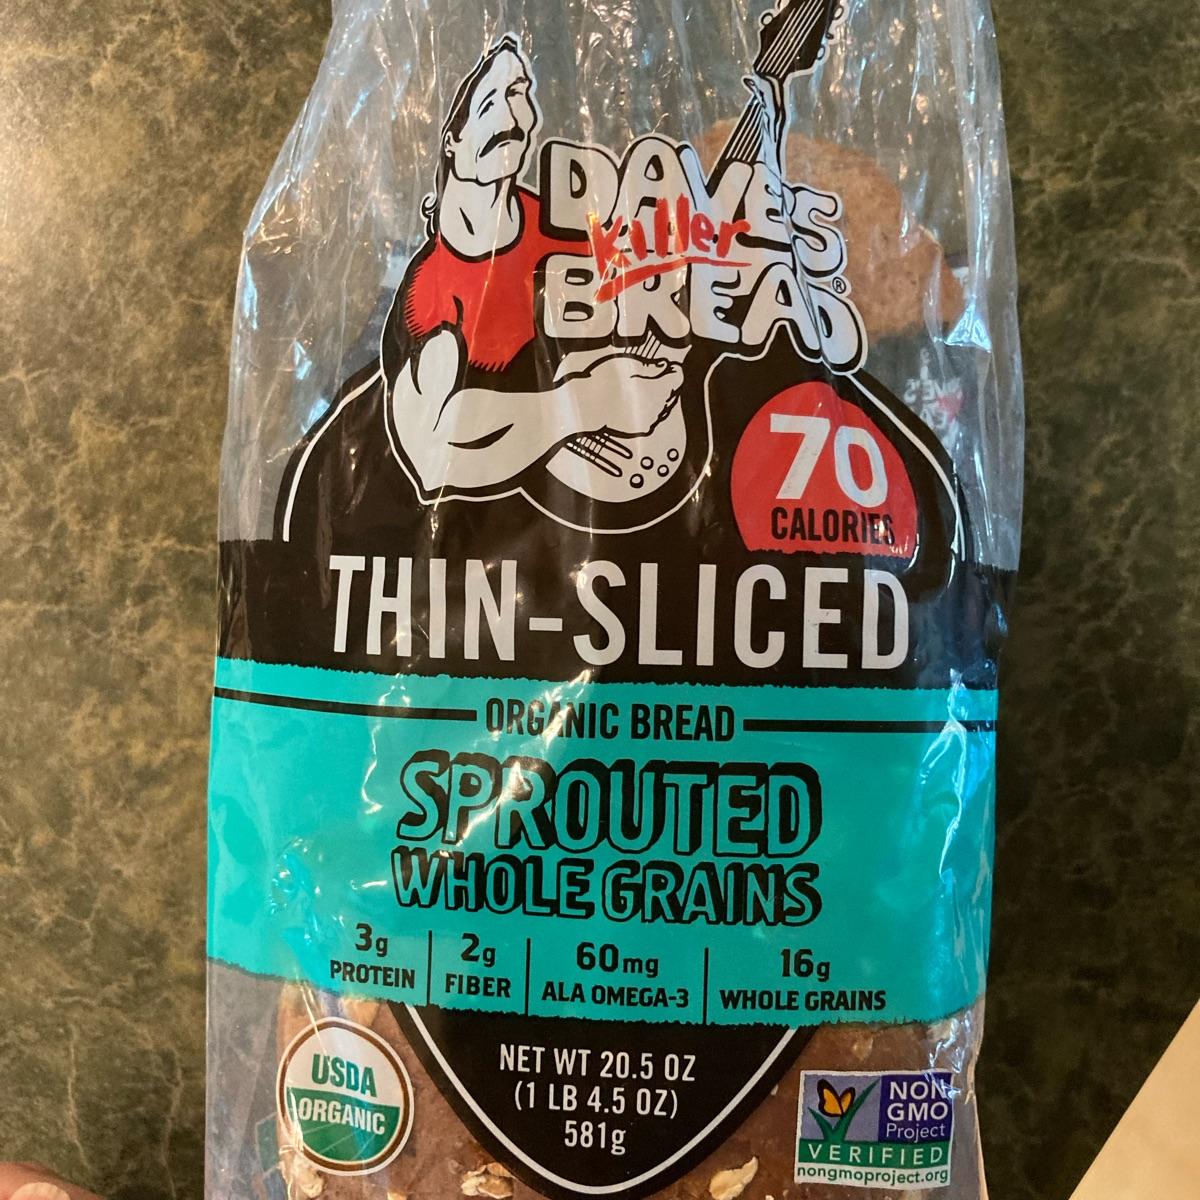 DAVE'S
Killer
BREAD®
70
CALORIES
THIN-SLICED
ORGANIC BREAD
SPROUTED
WHOLE GRAINS
3g PROTEIN
2g FIBER
60mg ALA OMEGA-3
16g WHOLE GRAINS
NET WT 20.5 OZ
(1 LB 4.5 OZ)
581g
USDA
ORGANIC
NON
GMO
Project
VERIFIED
nongmoproject.org